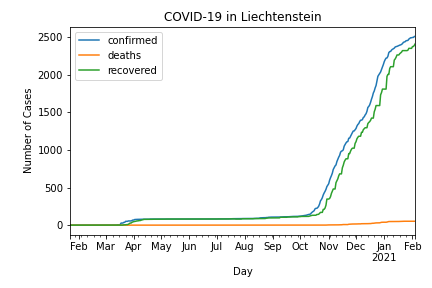 COVID-19 in Liechtenstein
confirmed
deaths
recovered
Number of Cases
2500
2000
1500
1000
500
0
Feb Mar Apr May Jun Jul Aug Sep Oct Nov Dec Jan Feb
2021
Day